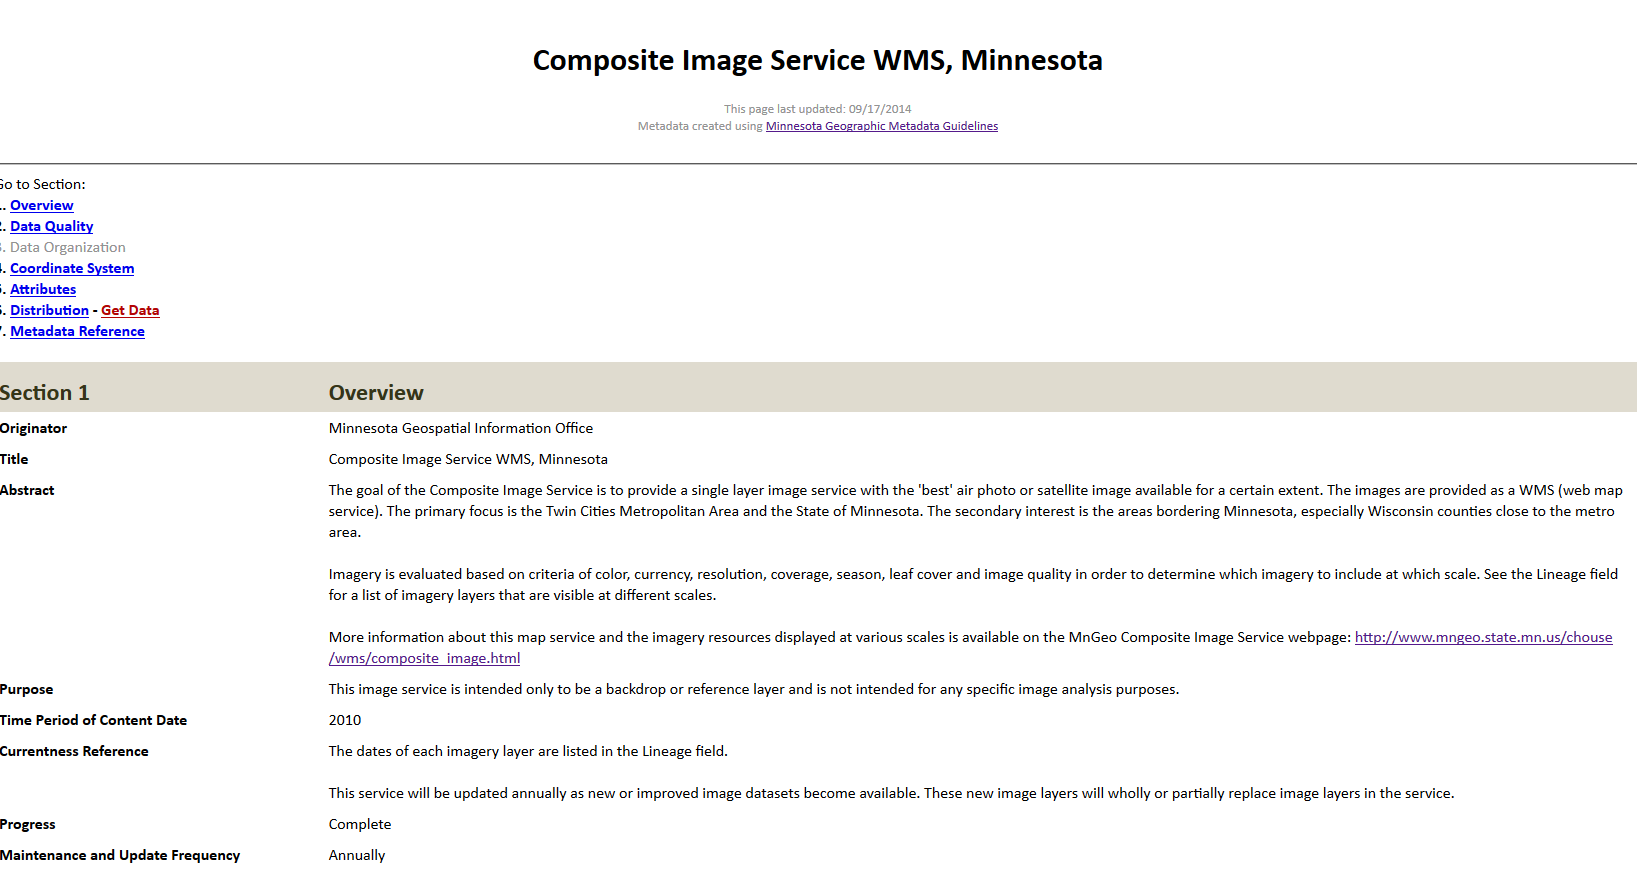 Composite Image Service WMS, Minnesota
This page last updated: 09/17/2014
Metadata created using Minnesota Geographic Metadata Guidelines
Go to Section:
. Overview
2. Data Quality
3. Data Organization
4. Coordinate System
5. Attributes
6. Distribution - Get Data
7. Metadata Reference
Section 1 Overview
Originator Minnesota Geospatial Information Office
Title Composite Image Service WMS, Minnesota
Abstract The goal of the Composite Image Service is to provide a single layer image service with the 'best' air photo or satellite image available for a certain extent. The images are provided as a WMS (web map
service). The primary focus is the Twin Cities Metropolitan Area and the State of Minnesota. The secondary interest is the areas bordering Minnesota, especially Wisconsin counties close to the metro
area.
Imagery is evaluated based on criteria of color, currency, resolution, coverage, season, leaf cover and image quality in order to determine which imagery to include at which scale. See the Lineage field
for a list of imagery layers that are visible at different scales.
More information about this map service and the imagery resources displayed at various scales is available on the MnGeo Composite Image Service webpage: http://www.mngeo.state.mn.us/chouse
/wms/composite_image.html
Purpose This image service is intended only to be a backdrop or reference layer and is not intended for any specific image analysis purposes.
Time Period of Content Date 2010
Currentness Reference The dates of each imagery layer are listed in the Lineage field.
This service will be updated annually as new or improved image datasets become available. These new image layers will wholly or partially replace image layers in the service.
Progress Complete
Maintenance and Update Frequency Annually